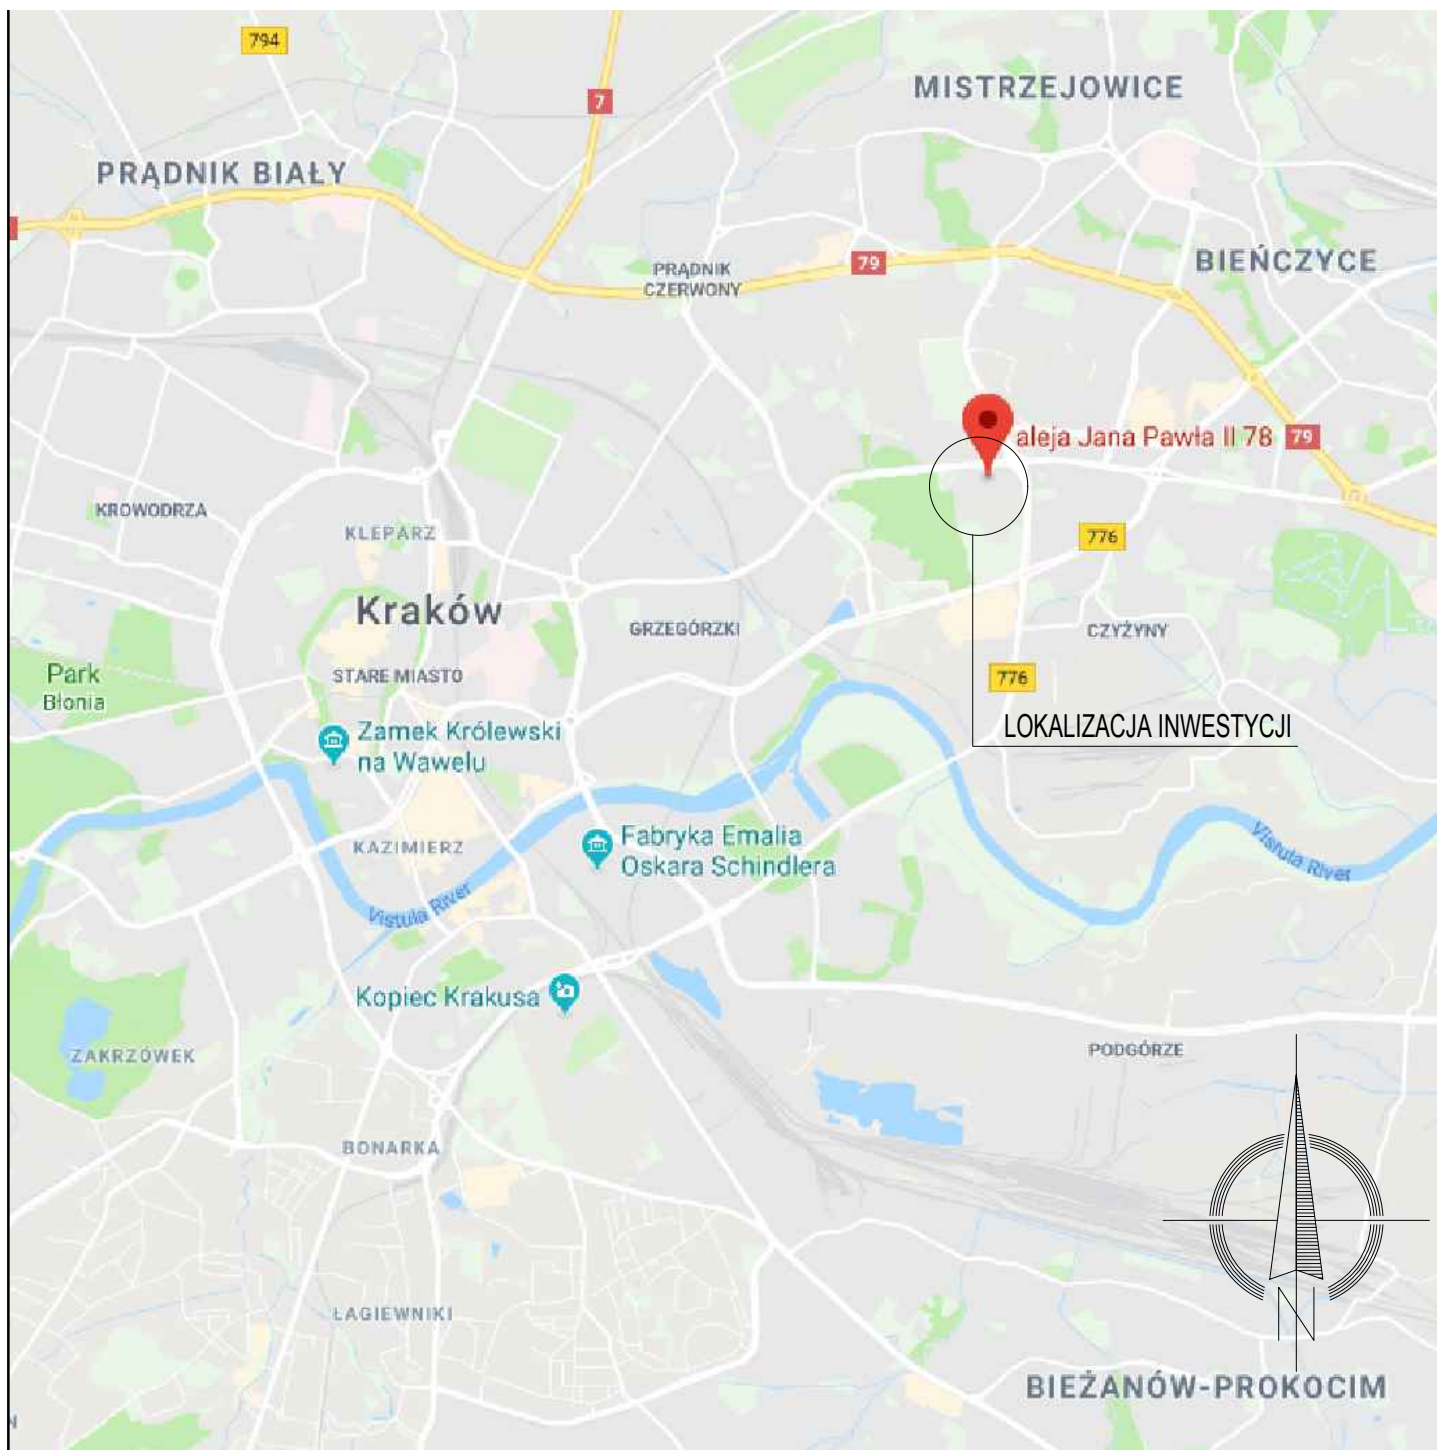 794
7
MISTRZEJOWICE
PRĄDNIK BIAŁY
BIEŃCZYCE
79
PRĄDNIK
CZERWONY
aleja Jana Pawła II 78
79
KROWODRZA
KLEPARZ
776
Kraków
GRZEGÓRZKI
CZYŻYNY
Park
Błonia
STARE MIASTO
776
LOKALIZACJA INWESTYCJI
Zamek Królewski
na Wawelu
Fabryka Emalia
Oskara Schindlera
KAZIMIERZ
Vistula River
Vistula River
Kopiec Krakusa
ZAKRZÓWEK
PODGÓRZE
BONARKA
ŁAGIEWNIKI
N
BIEŻANÓW-PROKOCIM